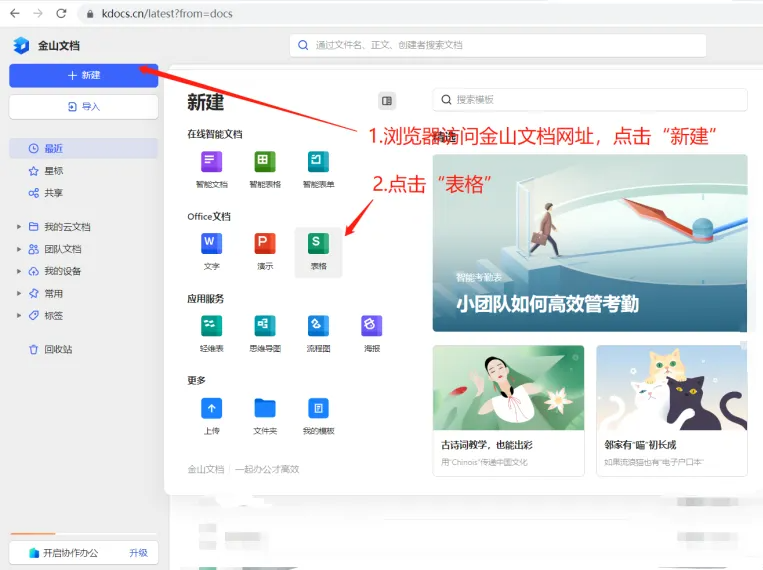 kdocs.cn/latest?from=docs
金山文档
通过文件名、正文、创建者搜索文档
新建
导入
最近
星标
共享
我的云文档
团队文档
我的设备
常用
标签
回收站
开启协作办公
升级
新建
搜索模板
1.浏览器访问金山文档网址，点击“新建”
在线智能文档
智能文档
智能表格
智能表单
2.点击“表格”
Office文档
W
P
S
文字
演示
表格
应用服务
轻维表
思维导图
流程图
海报
更多
上传
文件夹
我的模板
金山文档
一起办公才高效
智能考勤表
小团队如何高效管考勤
古诗词教学，也能出彩
用"Chinois"传递中国文化
邻家有"喵"初长成
如果流浪猫也有"电子户口本"